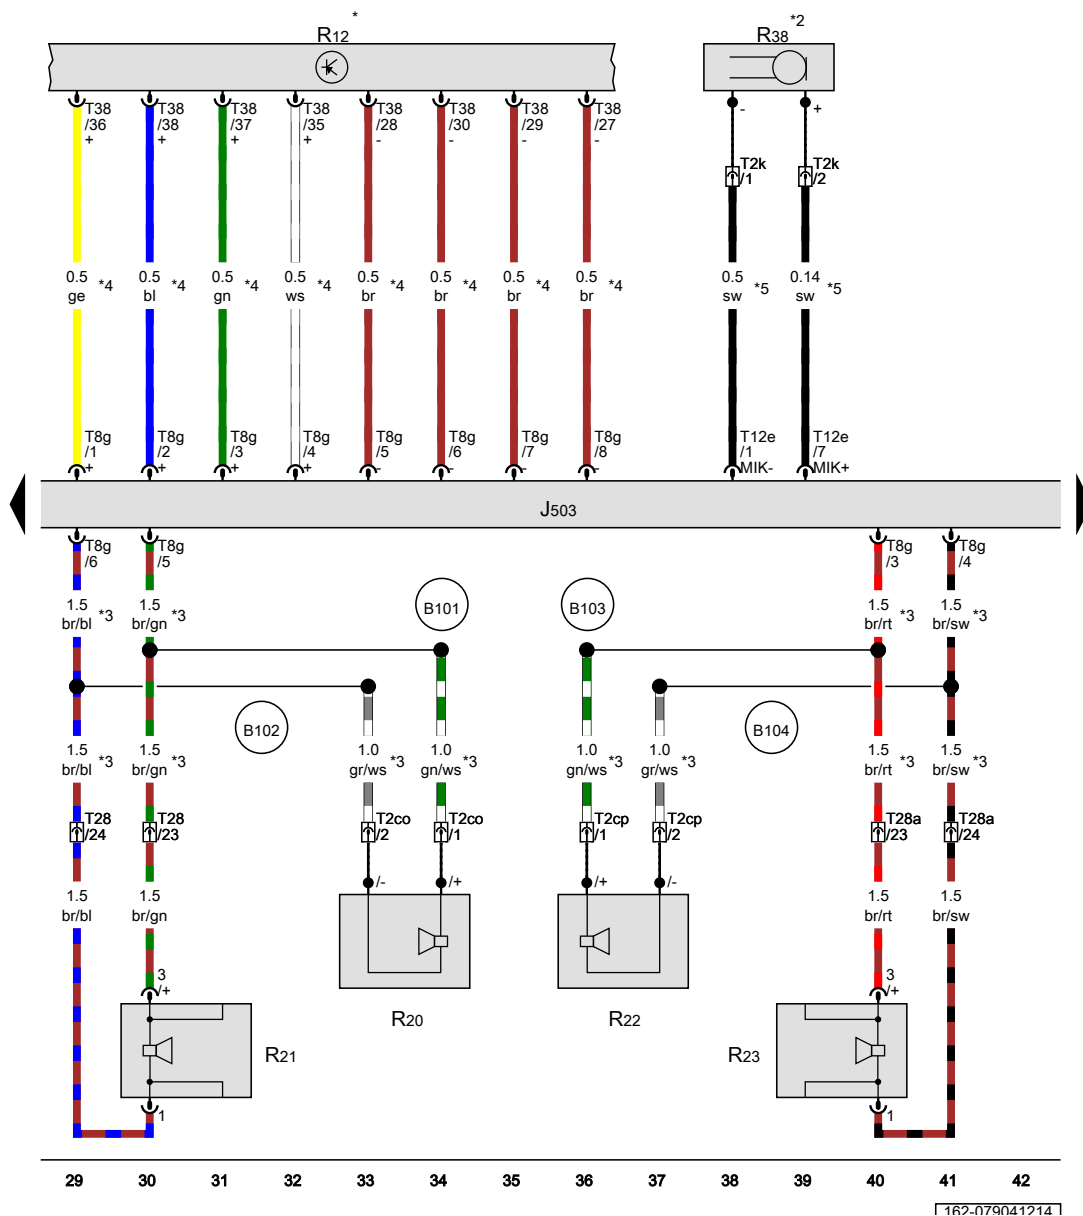 R12 *
R38 *2
T38 /36 +
T38 /38 +
T38 /37 +
T38 /35 +
T38 /28 -
T38 /30 -
T38 /29 -
T38 /27 -
- +
T2k /1
T2k /2
0.5 ge *4
0.5 bl *4
0.5 gn *4
0.5 ws *4
0.5 br *4
0.5 br *4
0.5 br *4
0.5 br *4
0.5 sw *5
0.14 sw *5
T8g /1 +
T8g /2 +
T8g /3 +
T8g /4 +
T8g /5 -
T8g /6 -
T8g /7 -
T8g /8 -
T12e /1 MIK-
T12e /7 MIK+
J503
T8g /6
T8g /5
T8g /3
T8g /4
1.5 br/bl *3
1.5 br/gn *3
B101
B103
1.5 br/rt *3
1.5 br/sw *3
B102
B104
1.5 br/bl *3
1.5 br/gn *3
1.0 gr/ws *3
1.0 gn/ws *3
1.0 gn/ws *3
1.0 gr/ws *3
1.5 br/rt *3
1.5 br/sw *3
T28 /24
T28 /23
T2co /2
T2co /1
T2cp /1
T2cp /2
T28a /23
T28a /24
/- /+
/+ /-
1.5 br/bl
1.5 br/gn
1.5 br/rt
1.5 br/sw
3 /+
3 /+
R20
R22
R21
R23
1
1
29 30 31 32 33 34 35 36 37 38 39 40 41 42
162-079041214